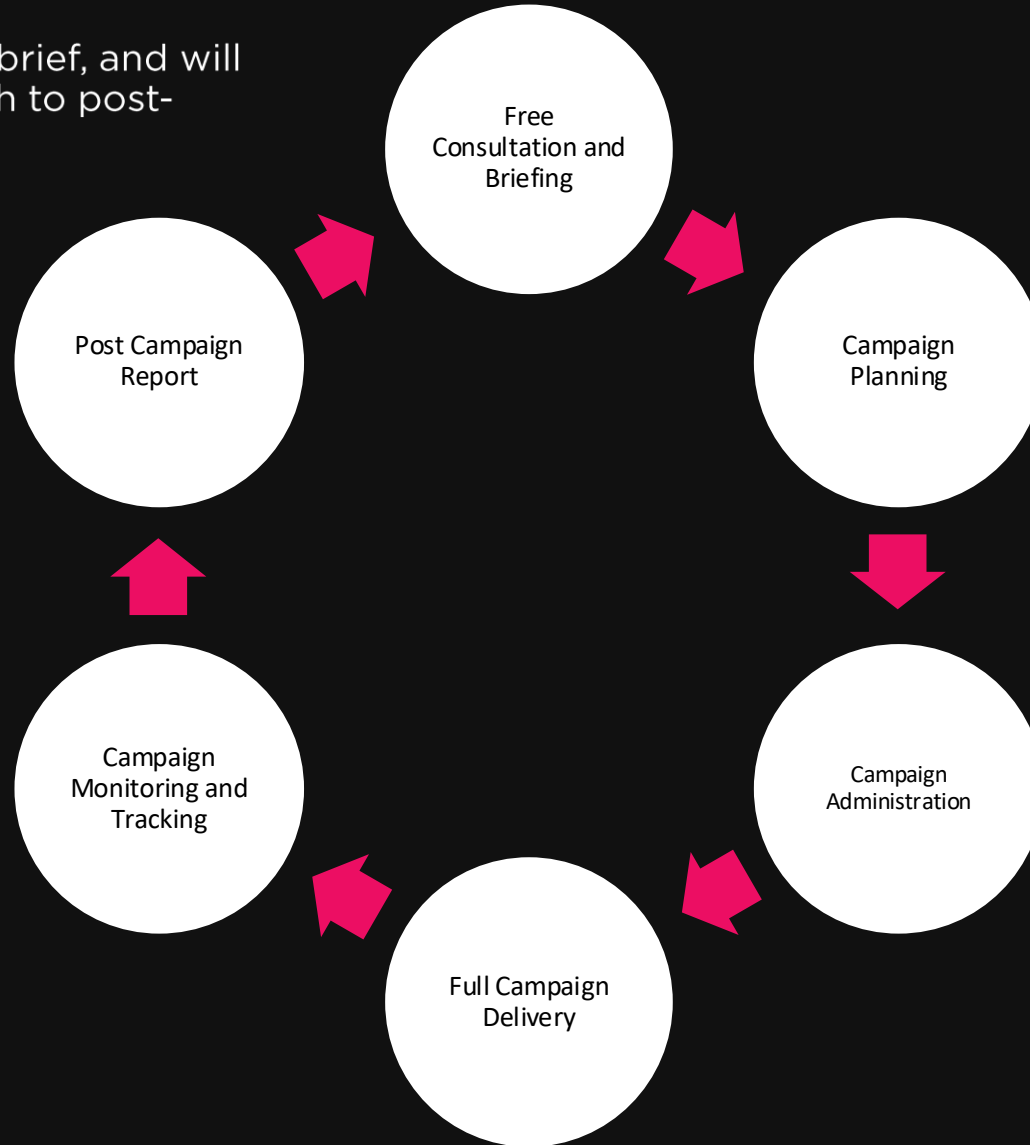 brief, and will
h to post-
Free
Consultation and
Briefing
Campaign
Planning
Campaign
Administration
Full Campaign
Delivery
Campaign
Monitoring and
Tracking
Post Campaign
Report